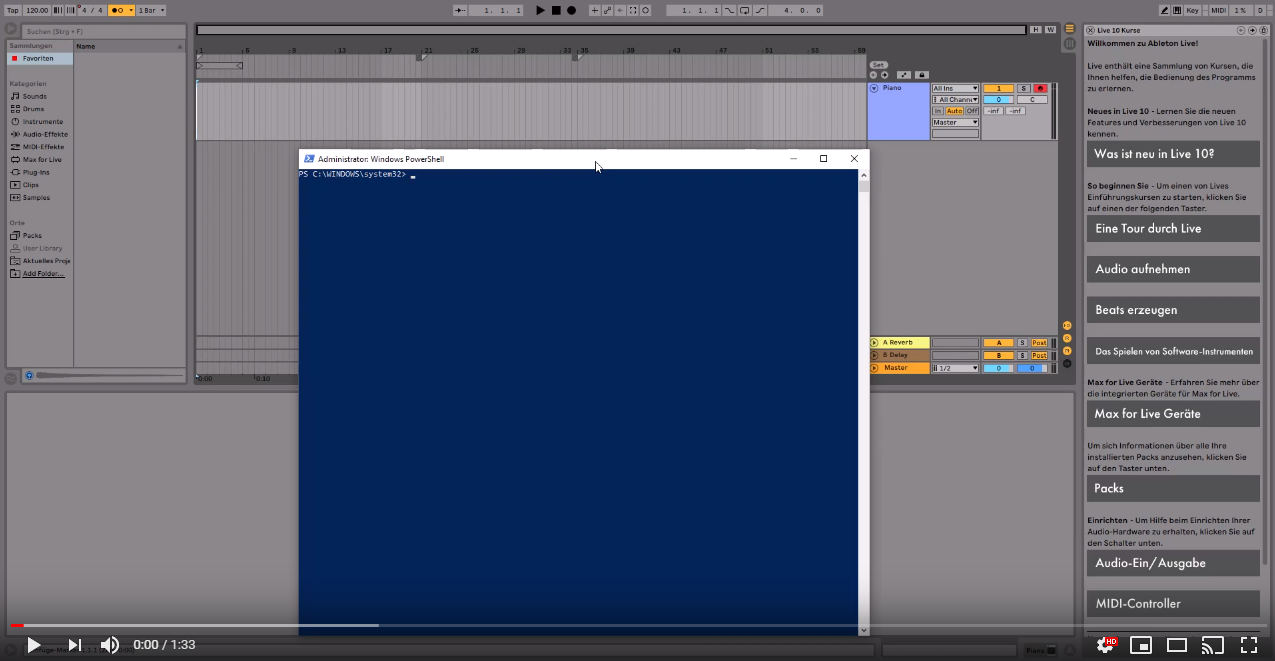 Tap 120.00 4 / 4 1 Bar 1. 1. 1 1. 1. 1 4. 0. 0 Key MIDI 1 % D
Suchen (Strg + F)
Sammlungen
Favoriten
Name
Kategorien
Sounds
Drums
Instrumente
Audio-Effekte
MIDI-Effekte
Max for Live
Plug-Ins
Clips
Samples
Orte
Packs
User Library
Aktuelles Proje
Add Folder...
H W
1 5 9 13 17 21 25 29 33 35 39 43 47 51 55 59
Set
Piano
All Ins
1 S
All Channe
0 C
In Auto Off
-inf -inf
Master
Administrator: Windows PowerShell
PS C:\WINDOWS\system32>
A Reverb A S Post
B Delay B S Post
Master 1/2 0 0
0:00 0:10
Live 10 Kurse
Willkommen zu Ableton Live!
Live enthält eine Sammlung von Kursen, die
Ihnen helfen, die Bedienung des Programms
zu erlernen.
Neues in Live 10 - Lernen Sie die neuen
Features und Verbesserungen von Live 10
kennen.
Was ist neu in Live 10?
So beginnen Sie - Um einen von Lives
Einführungskursen zu starten, klicken Sie
auf einen der folgenden Taster.
Eine Tour durch Live
Audio aufnehmen
Beats erzeugen
Das Spielen von Software-Instrumenten
Max for Live Geräte - Erfahren Sie mehr über
die integrierten Geräte für Max for Live.
Max for Live Geräte
Um sich Informationen über alle Ihre
installierten Packs anzusehen, klicken Sie
auf den Taster unten.
Packs
Einrichten - Um Hilfe beim Einrichten Ihrer
Audio-Hardware zu erhalten, klicken Sie auf
den Schalter unten.
Audio-Ein/Ausgabe
MIDI-Controller
0:00 / 1:33
HD
Piano